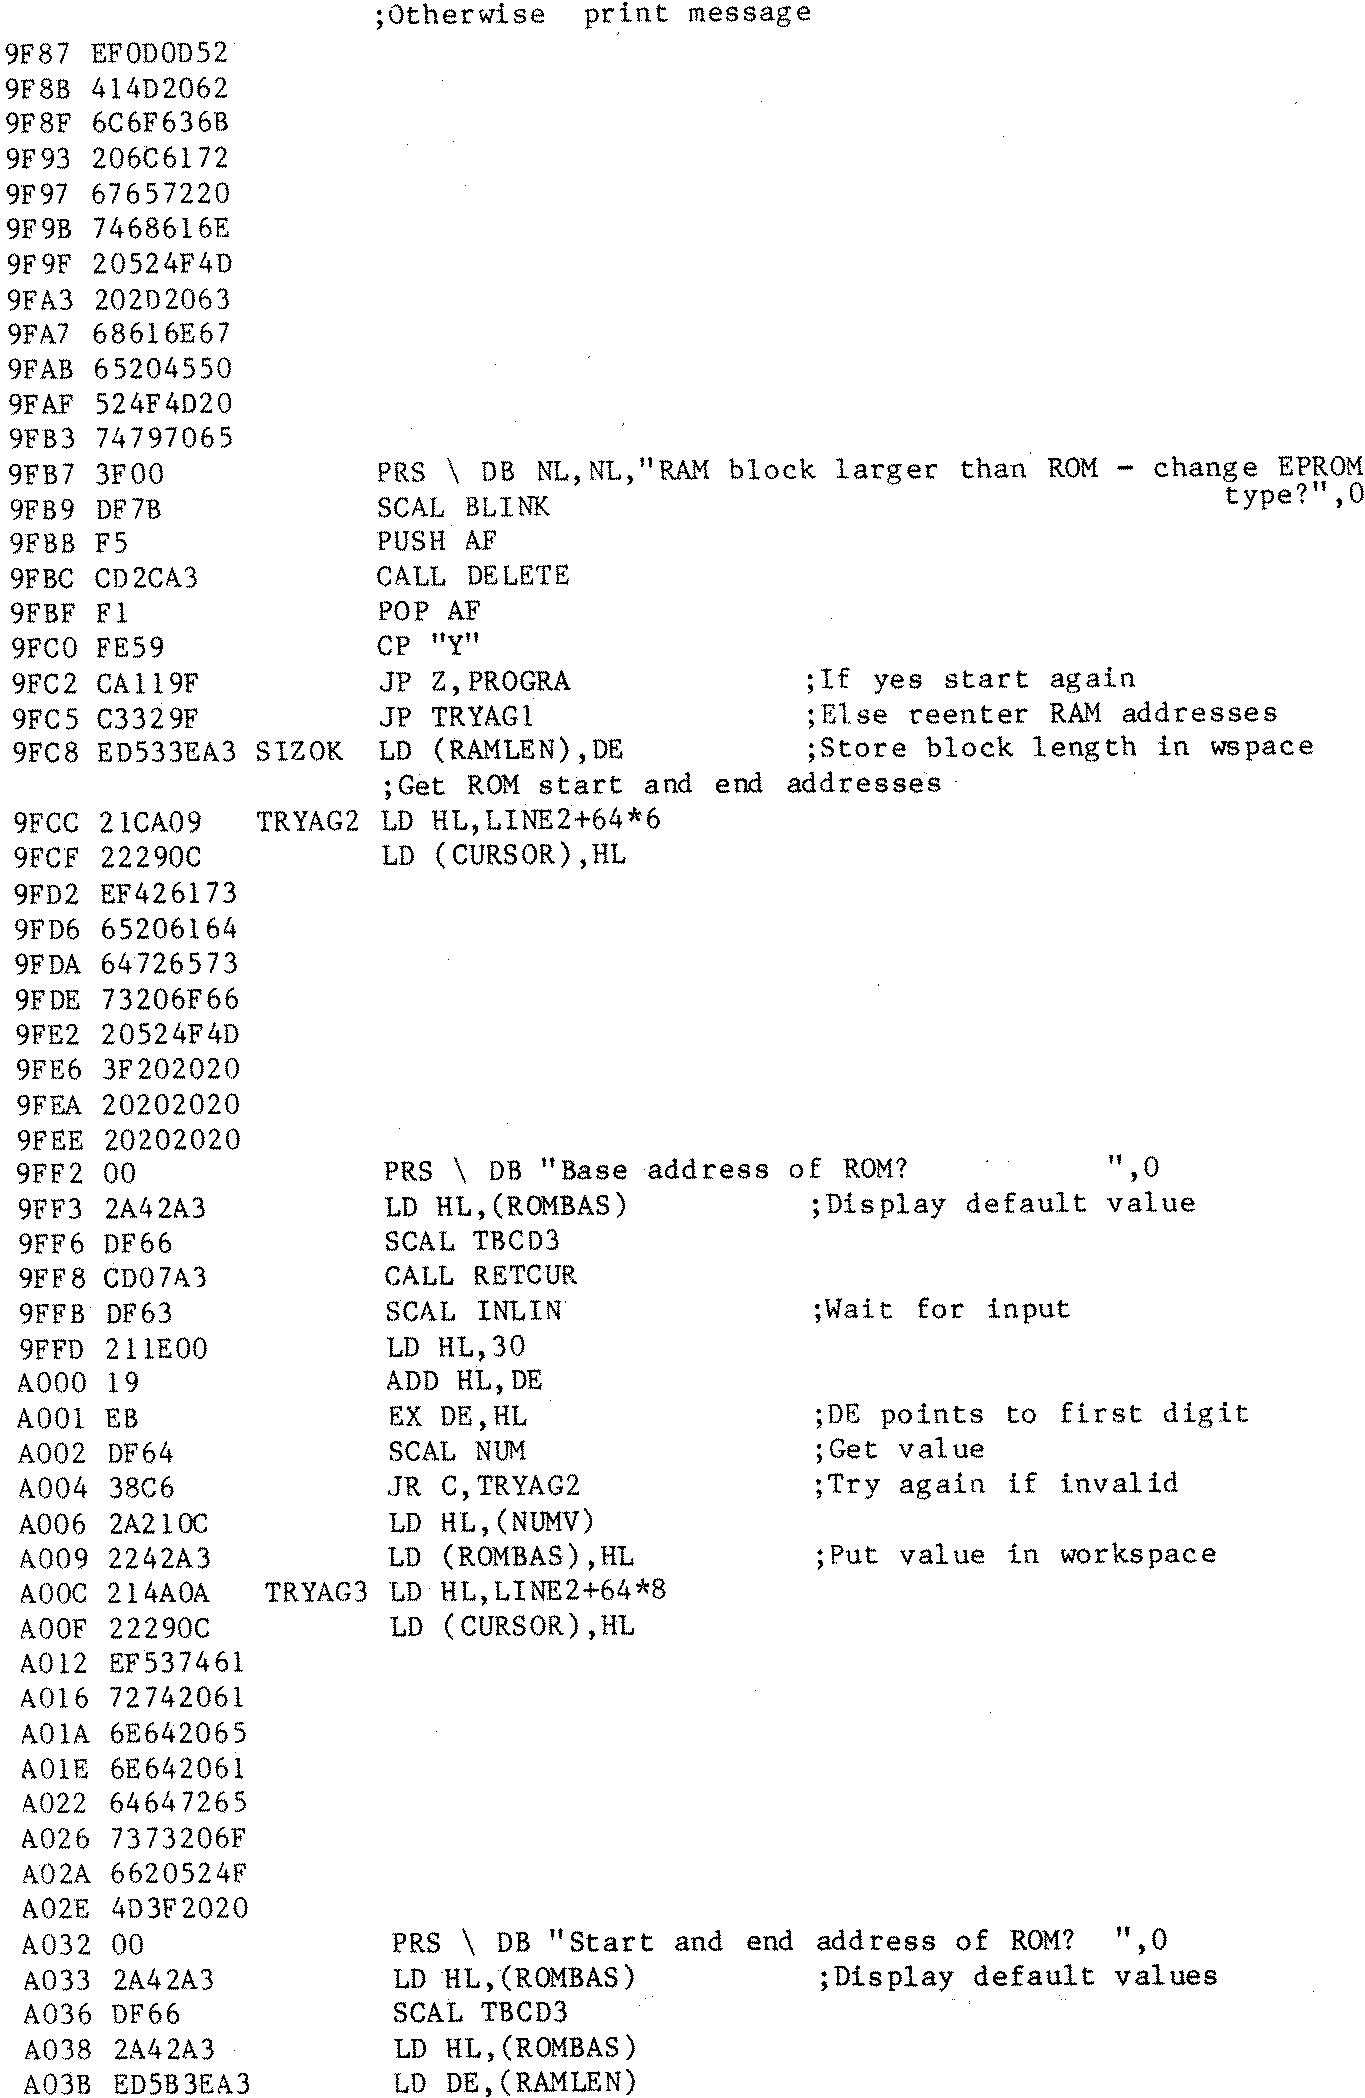 ;Otherwise  print message
9F87 EF0D0D52
9F8B 414D2062
9F8F 6C6F636B
9F93 206C6172
9F97 67657220
9F9B 7468616E
9F9F 20524F4D
9FA3 202D2063
9FA7 68616E67
9FAB 65204550
9FAF 524F4D20
9FB3 74797065
9FB7 3F00 PRS \ DB NL,NL,"RAM block larger than ROM - change EPROM
type?",0
9FB9 DF7B SCAL BLINK
9FBB F5 PUSH AF
9FBC CD2CA3 CALL DELETE
9FBF F1 POP AF
9FC0 FE59 CP "Y"
9FC2 CA119F JP Z,PROGRA ;If yes start again
9FC5 C3329F JP TRYAG1 ;Else reenter RAM addresses
9FC8 ED533EA3 SIZOK LD (RAMLEN),DE ;Store block length in wspace
;Get ROM start and end addresses
9FCC 21CA09 TRYAG2 LD HL,LINE2+64*6
9FCF 22290C LD (CURSOR),HL
9FD2 EF426173
9FD6 65206164
9FDA 64726573
9FDE 73206F66
9FE2 20524F4D
9FE6 3F202020
9FEA 20202020
9FEE 20202020
9FF2 00 PRS \ DB "Base address of ROM?           ",0
9FF3 2A42A3 LD HL,(ROMBAS) ;Display default value
9FF6 DF66 SCAL TBCD3
9FF8 CD07A3 CALL RETCUR
9FFB DF63 SCAL INLIN ;Wait for input
9FFD 211E00 LD HL,30
A000 19 ADD HL,DE
A001 EB EX DE,HL ;DE points to first digit
A002 DF64 SCAL NUM ;Get value
A004 38C6 JR C,TRYAG2 ;Try again if invalid
A006 2A210C LD HL,(NUMV)
A009 2242A3 LD (ROMBAS),HL ;Put value in workspace
A00C 214A0A TRYAG3 LD HL,LINE2+64*8
A00F 22290C LD (CURSOR),HL
A012 EF537461
A016 72742061
A01A 6E642065
A01E 6E642061
A022 64647265
A026 7373206F
A02A 6620524F
A02E 4D3F2020
A032 00 PRS \ DB "Start and end address of ROM?  ",0
A033 2A42A3 LD HL,(ROMBAS) ;Display default values
A036 DF66 SCAL TBCD3
A038 2A42A3 LD HL,(ROMBAS)
A03B ED5B3EA3 LD DE,(RAMLEN)